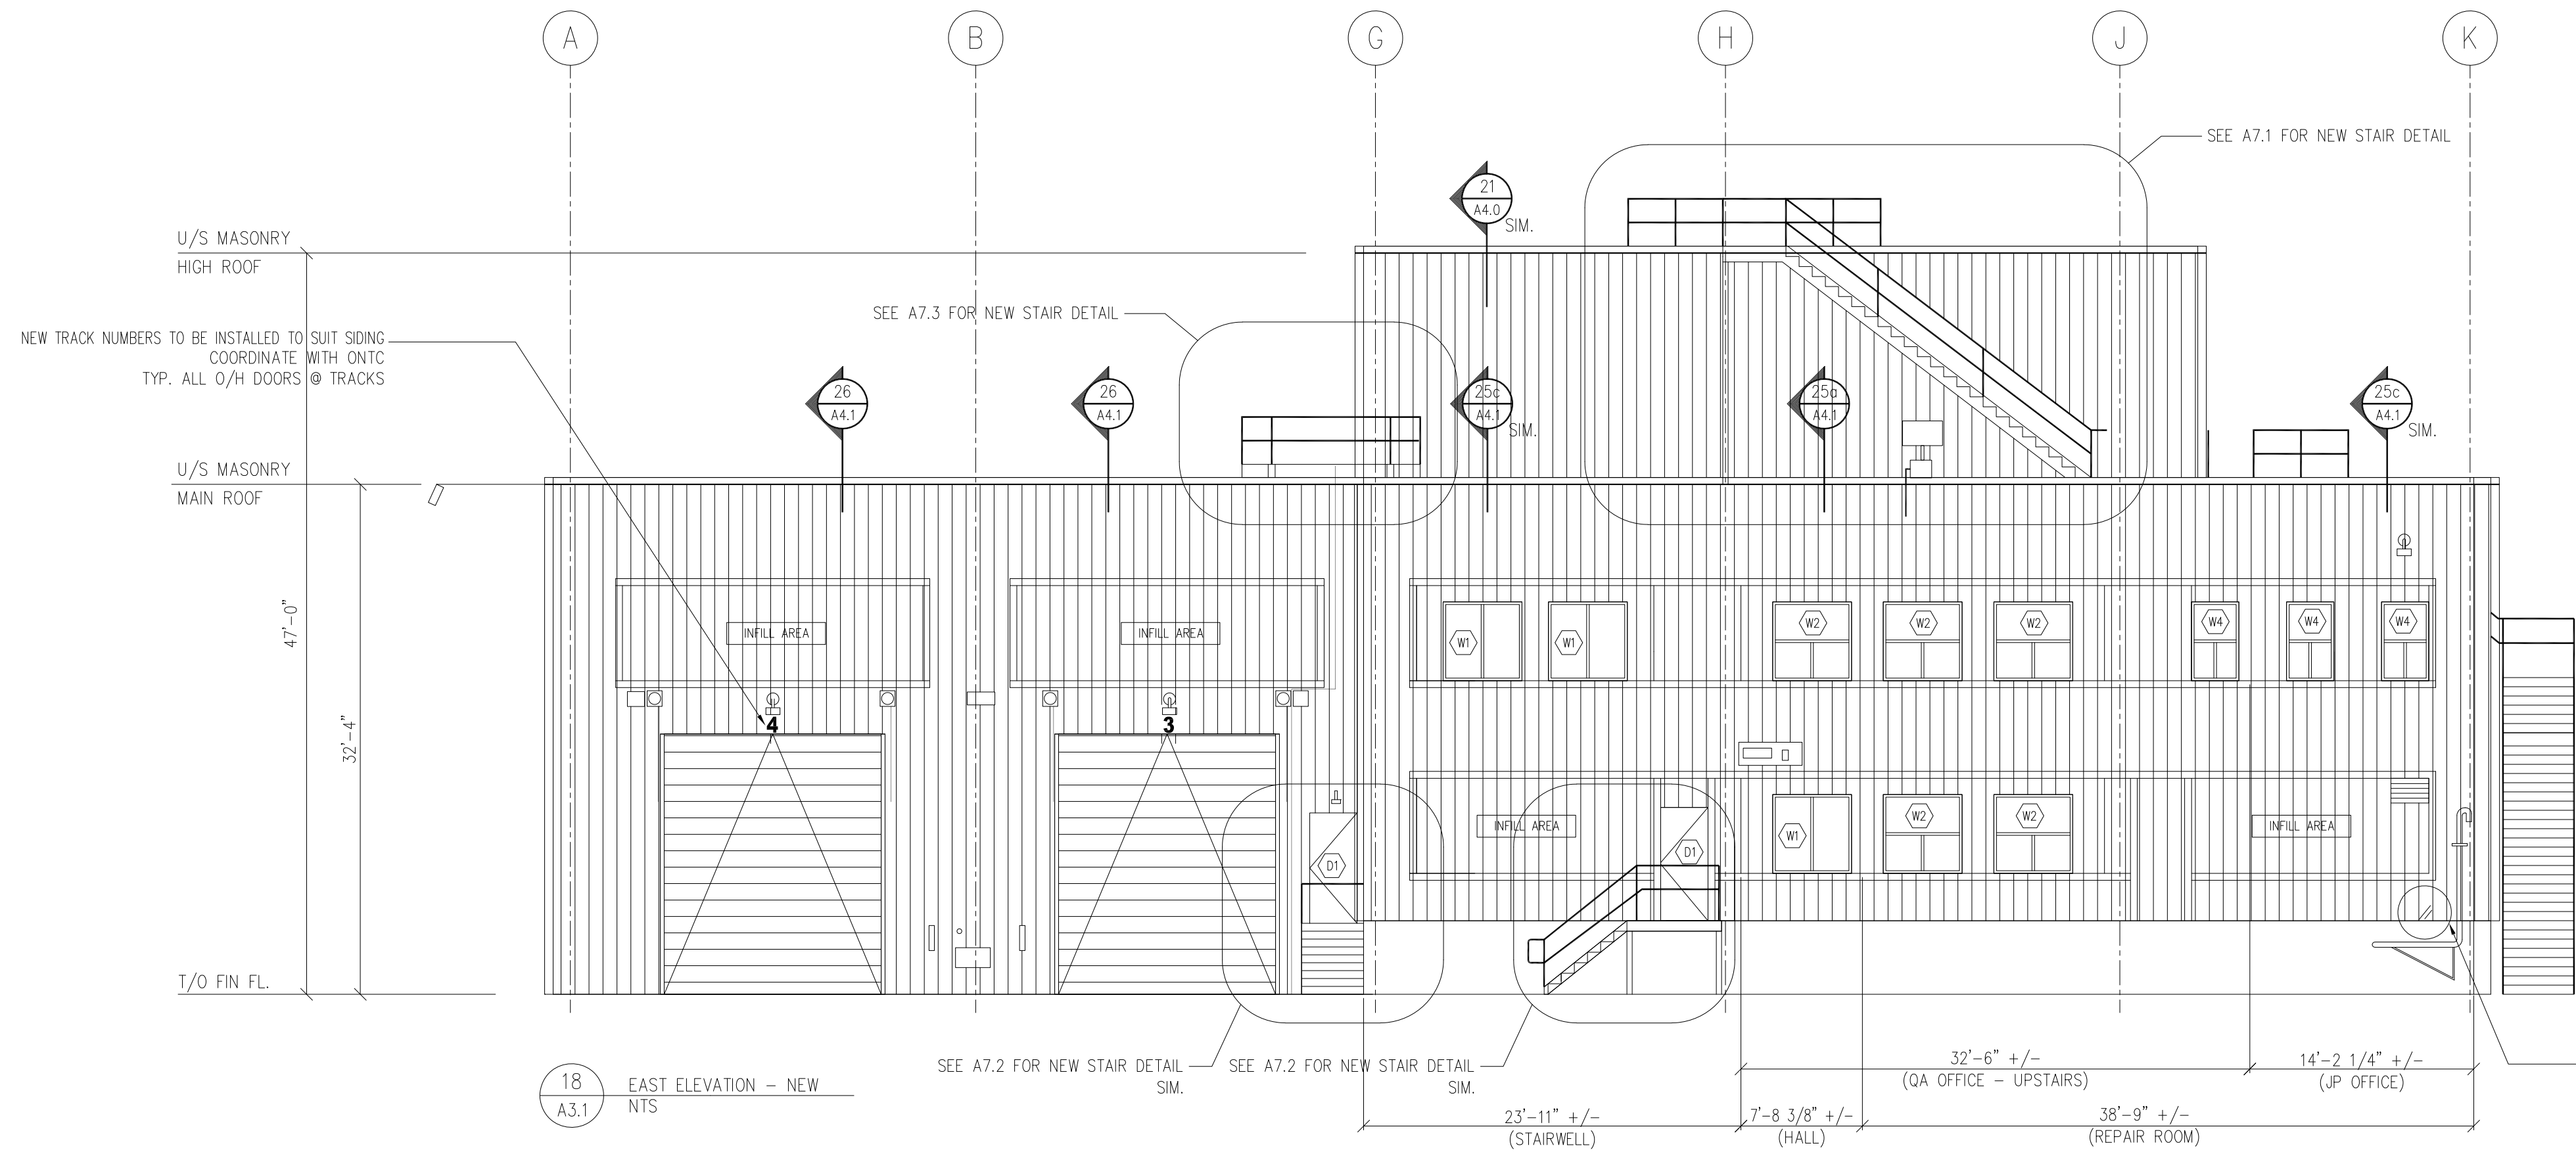 A
B
G
H
J
K
SEE A7.1 FOR NEW STAIR DETAIL
21
A4.0
SIM.
U/S MASONRY
HIGH ROOF
SEE A7.3 FOR NEW STAIR DETAIL
NEW TRACK NUMBERS TO BE INSTALLED TO SUIT SIDING
COORDINATE WITH ONTC
TYP. ALL O/H DOORS @ TRACKS
26
A4.1
26
A4.1
25c
A4.1
SIM.
25a
A4.1
25c
A4.1
SIM.
U/S MASONRY
MAIN ROOF
47'-0"
32'-4"
INFILL AREA
INFILL AREA
W1
W1
W2
W2
W2
W4
W4
W4
4
3
INFILL AREA
W1
W2
W2
INFILL AREA
D1
D1
T/O FIN FL.
SEE A7.2 FOR NEW STAIR DETAIL
SIM.
SEE A7.2 FOR NEW STAIR DETAIL
SIM.
32'-6" +/-
(QA OFFICE - UPSTAIRS)
14'-2 1/4" +/-
(JP OFFICE)
23'-11" +/-
(STAIRWELL)
7'-8 3/8" +/-
(HALL)
38'-9" +/-
(REPAIR ROOM)
18
A3.1
EAST ELEVATION - NEW
NTS